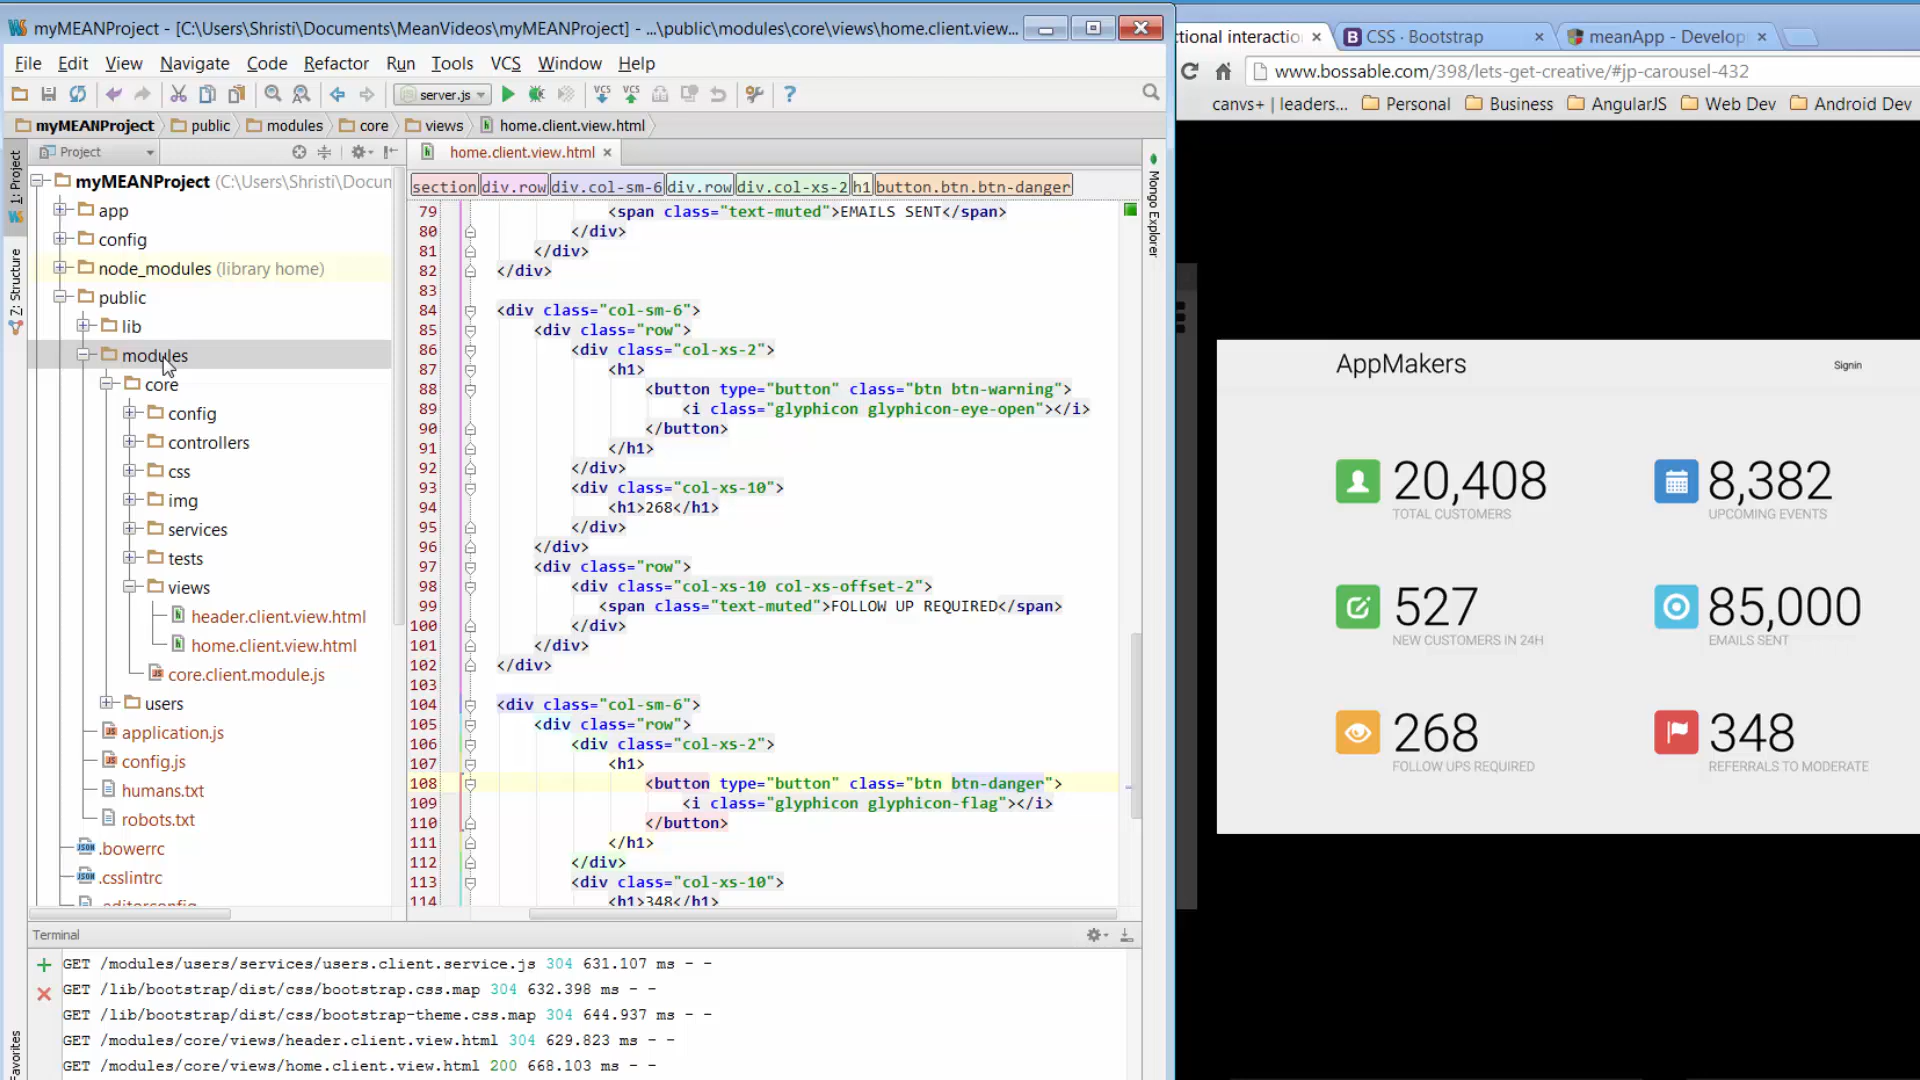 myMEANProject - [C:\Users\Shristi\Documents\MeanVideos\myMEANProject] - ...\public\modules\core\views\home.client.view...
File Edit View Navigate Code Refactor Run Tools VCS Window Help
server.js
myMEANProject public modules core views home.client.view.html
Project
home.client.view.html
1: Project
7: Structure
Favorites
Mongo Explorer
myMEANProject (C:\Users\Shristi\Docun
app
config
node_modules (library home)
public
lib
modules
core
config
controllers
css
img
services
tests
views
header.client.view.html
home.client.view.html
core.client.module.js
users
application.js
config.js
humans.txt
robots.txt
.bowerrc
.csslintrc
.editorconfig
section div.row div.col-sm-6 div.row div.col-xs-2 h1 button.btn.btn-danger
79 <span class="text-muted">EMAILS SENT</span>
80 </div>
81 </div>
82 </div>
83
84 <div class="col-sm-6">
85 <div class="row">
86 <div class="col-xs-2">
87 <h1>
88 <button type="button" class="btn btn-warning">
89 <i class="glyphicon glyphicon-eye-open"></i>
90 </button>
91 </h1>
92 </div>
93 <div class="col-xs-10">
94 <h1>268</h1>
95 </div>
96 </div>
97 <div class="row">
98 <div class="col-xs-10 col-xs-offset-2">
99 <span class="text-muted">FOLLOW UP REQUIRED</span>
100 </div>
101 </div>
102 </div>
103
104 <div class="col-sm-6">
105 <div class="row">
106 <div class="col-xs-2">
107 <h1>
108 <button type="button" class="btn btn-danger">
109 <i class="glyphicon glyphicon-flag"></i>
110 </button>
111 </h1>
112 </div>
113 <div class="col-xs-10">
114 <h1>348</h1>
Terminal
GET /modules/users/services/users.client.service.js 304 631.107 ms - -
GET /lib/bootstrap/dist/css/bootstrap.css.map 304 632.398 ms - -
GET /lib/bootstrap/dist/css/bootstrap-theme.css.map 304 644.937 ms - -
GET /modules/core/views/header.client.view.html 304 629.823 ms - -
GET /modules/core/views/home.client.view.html 200 668.103 ms - -
ctional interactio CSS · Bootstrap meanApp - Develop
www.bossable.com/398/lets-get-creative/#jp-carousel-432
canvs+ | leaders... Personal Business AngularJS Web Dev Android Dev
AppMakers Signin
20,408 8,382
TOTAL CUSTOMERS UPCOMING EVENTS
527 85,000
NEW CUSTOMERS IN 24H EMAILS SENT
268 348
FOLLOW UPS REQUIRED REFERRALS TO MODERATE